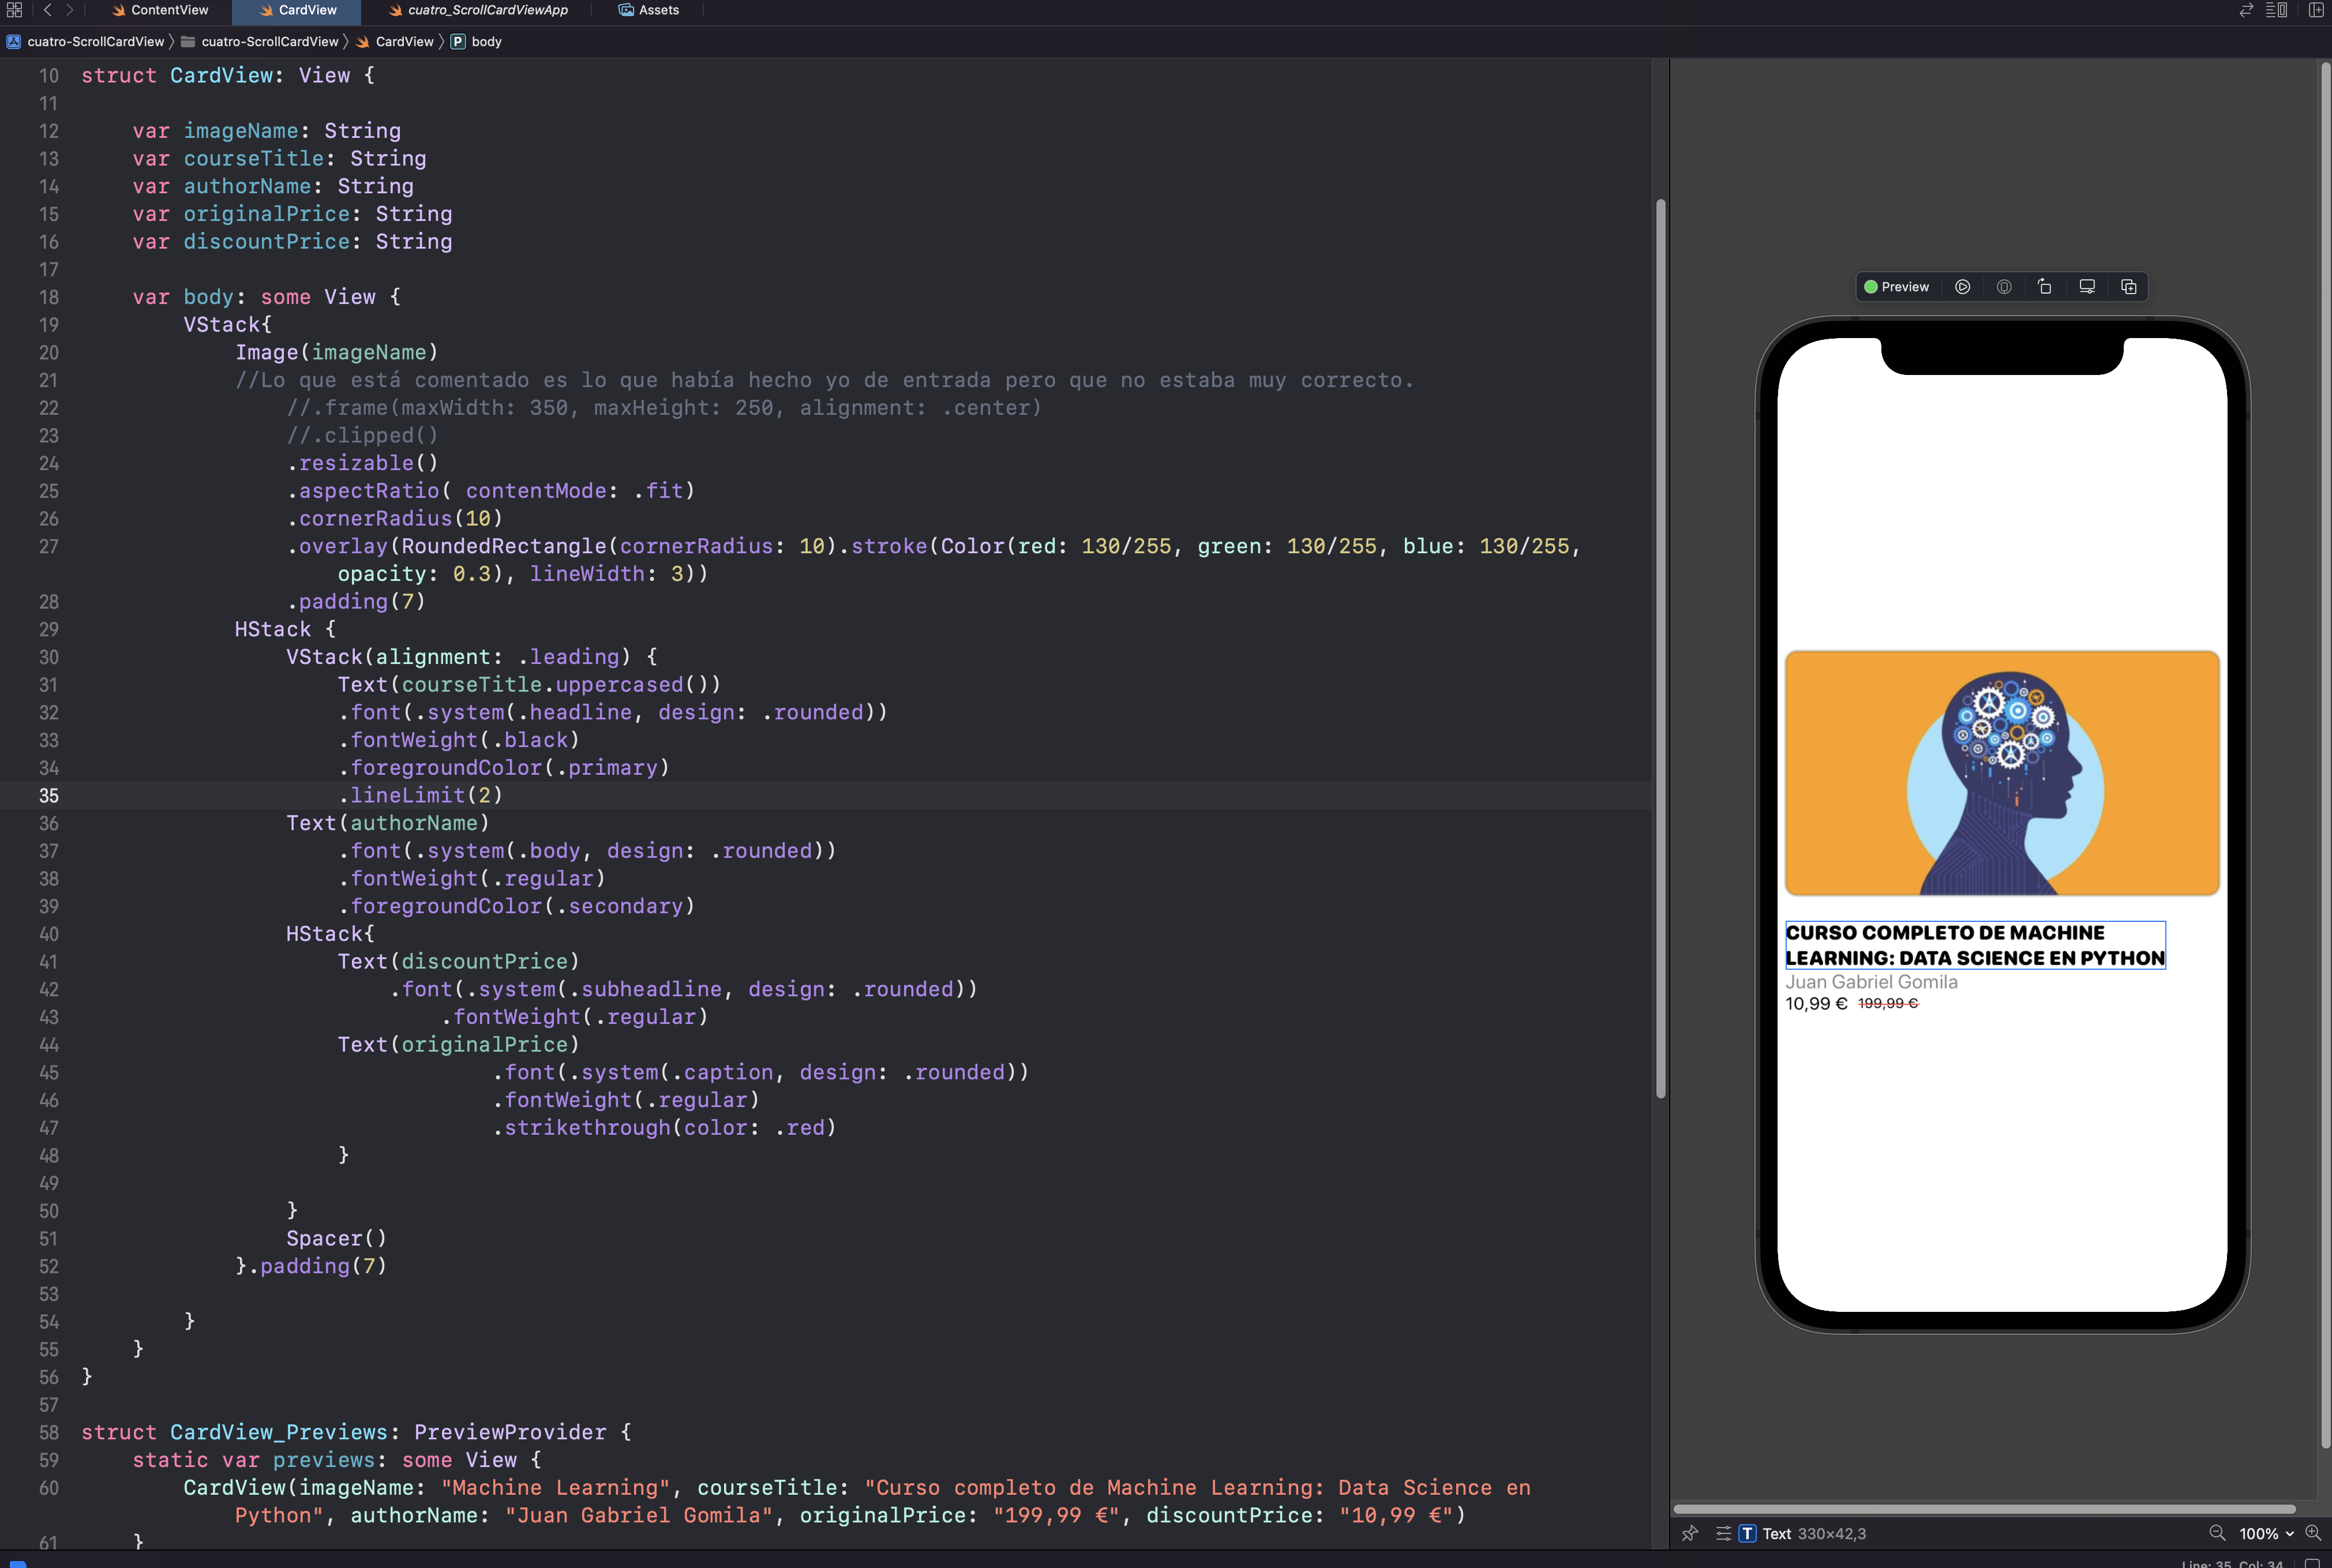 ContentView CardView cuatro_ScrollCardViewApp Assets
cuatro-ScrollCardView cuatro-ScrollCardView CardView P body
10 struct CardView: View {
11
12 var imageName: String
13 var courseTitle: String
14 var authorName: String
15 var originalPrice: String
16 var discountPrice: String
17
18 var body: some View {
19 VStack{
20 Image(imageName)
21 //Lo que está comentado es lo que había hecho yo de entrada pero que no estaba muy correcto.
22 //.frame(maxWidth: 350, maxHeight: 250, alignment: .center)
23 //.clipped()
24 .resizable()
25 .aspectRatio( contentMode: .fit)
26 .cornerRadius(10)
27 .overlay(RoundedRectangle(cornerRadius: 10).stroke(Color(red: 130/255, green: 130/255, blue: 130/255,
opacity: 0.3), lineWidth: 3))
28 .padding(7)
29 HStack {
30 VStack(alignment: .leading) {
31 Text(courseTitle.uppercased())
32 .font(.system(.headline, design: .rounded))
33 .fontWeight(.black)
34 .foregroundColor(.primary)
35 .lineLimit(2)
36 Text(authorName)
37 .font(.system(.body, design: .rounded))
38 .fontWeight(.regular)
39 .foregroundColor(.secondary)
40 HStack{
41 Text(discountPrice)
42 .font(.system(.subheadline, design: .rounded))
43 .fontWeight(.regular)
44 Text(originalPrice)
45 .font(.system(.caption, design: .rounded))
46 .fontWeight(.regular)
47 .strikethrough(color: .red)
48 }
49
50 }
51 Spacer()
52 }.padding(7)
53
54 }
55 }
56 }
57
58 struct CardView_Previews: PreviewProvider {
59 static var previews: some View {
60 CardView(imageName: "Machine Learning", courseTitle: "Curso completo de Machine Learning: Data Science en
Python", authorName: "Juan Gabriel Gomila", originalPrice: "199,99 €", discountPrice: "10,99 €")
61 }
Preview
CURSO COMPLETO DE MACHINE
LEARNING: DATA SCIENCE EN PYTHON
Juan Gabriel Gomila
10,99 € 199,99 €
T Text 330×42,3
100%
Line: 35 Col: 34